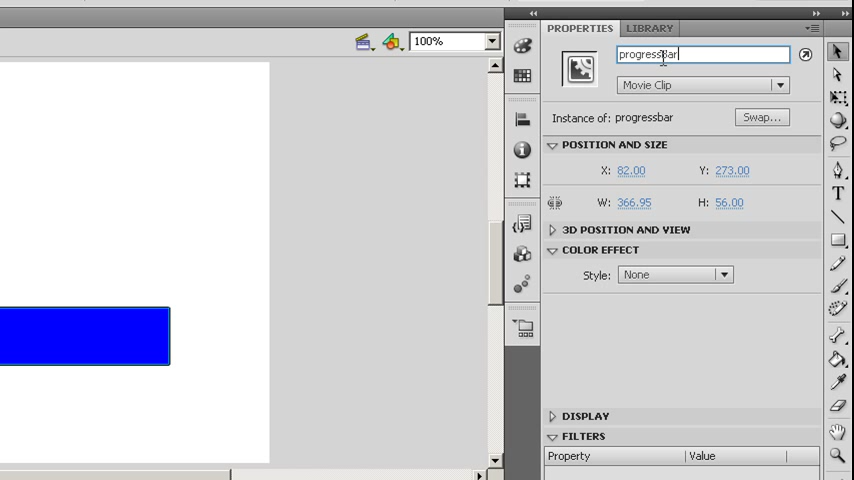 PROPERTIES LIBRARY
100%
progressbar
Movie Clip
Instance of: progressbar Swap...
POSITION AND SIZE
X: 82.00 Y: 273.00
W: 366.95 H: 56.00
3D POSITION AND VIEW
COLOR EFFECT
Style: None
DISPLAY
FILTERS
Property Value
T